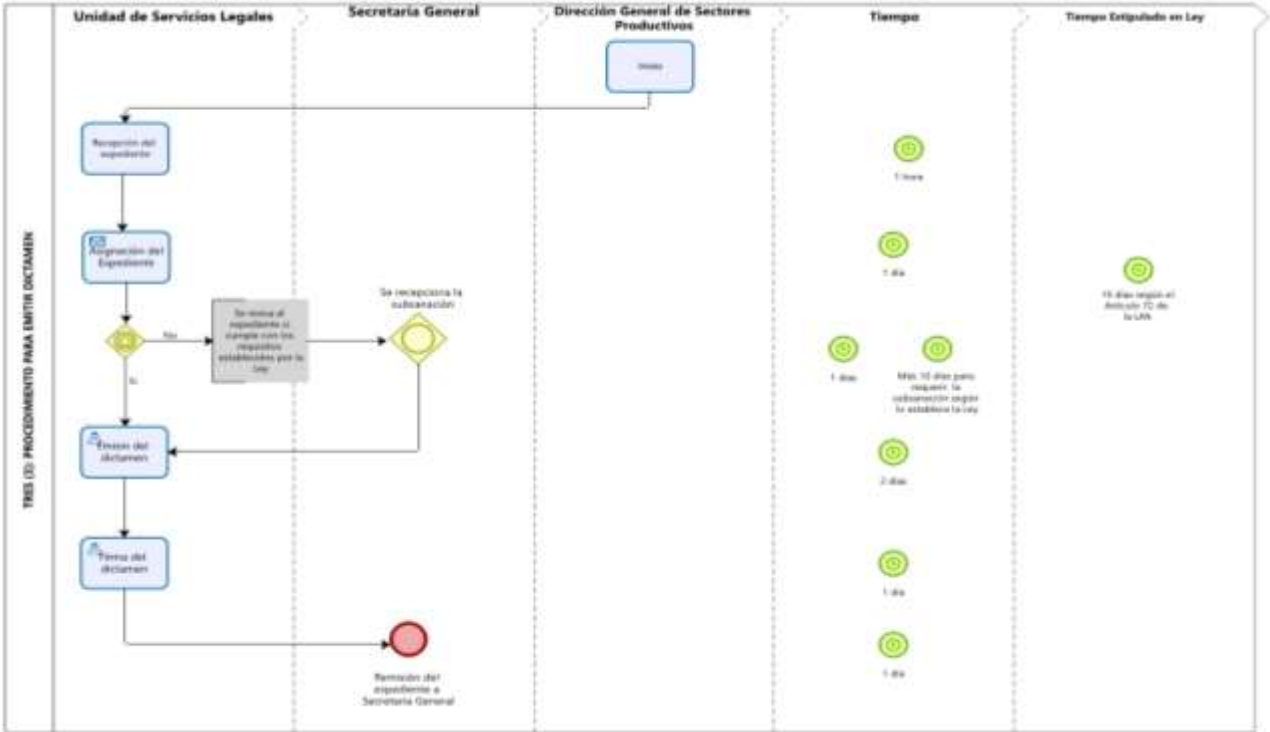 Unidad de Servicios Legales
Secretaria General
Dirección General de Sectores
Productivos
Tiempo
Tiempo Estipulado en Ley
TRES (3): PROCEDIMIENTO PARA EMITIR DICTAMEN
Inicio
Recepción del
expediente
1 hora
Asignación del
Expediente
1 día
15 días según el
Artículo 72 de
la LPA
Se recepciona la
subsanación
No
Se revisa el
expediente si
cumple con los
requisitos
establecidos por la
Ley
1 días
Más 10 días para
requerir la
subsanación según
lo establece la Ley
Si
Emisión del
dictamen
2 días
Firma del
dictamen
1 día
Remisión del
expediente a
Secretaria General
1 día